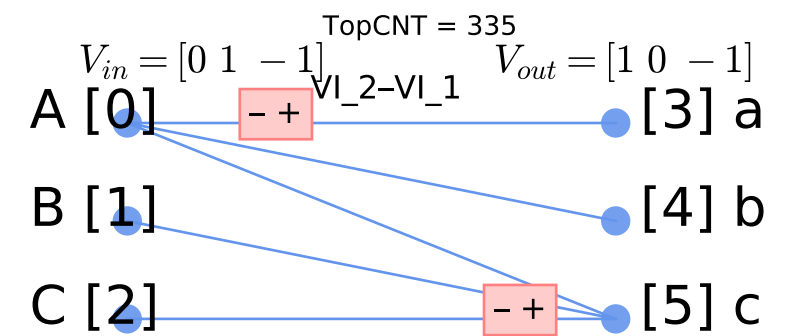 TopCNT = 335
V_in = [0 1 −1] V_out = [1 0 −1]
VI_2–VI_1
A [0] – + [3] a
B [1] [4] b
C [2] – + [5] c